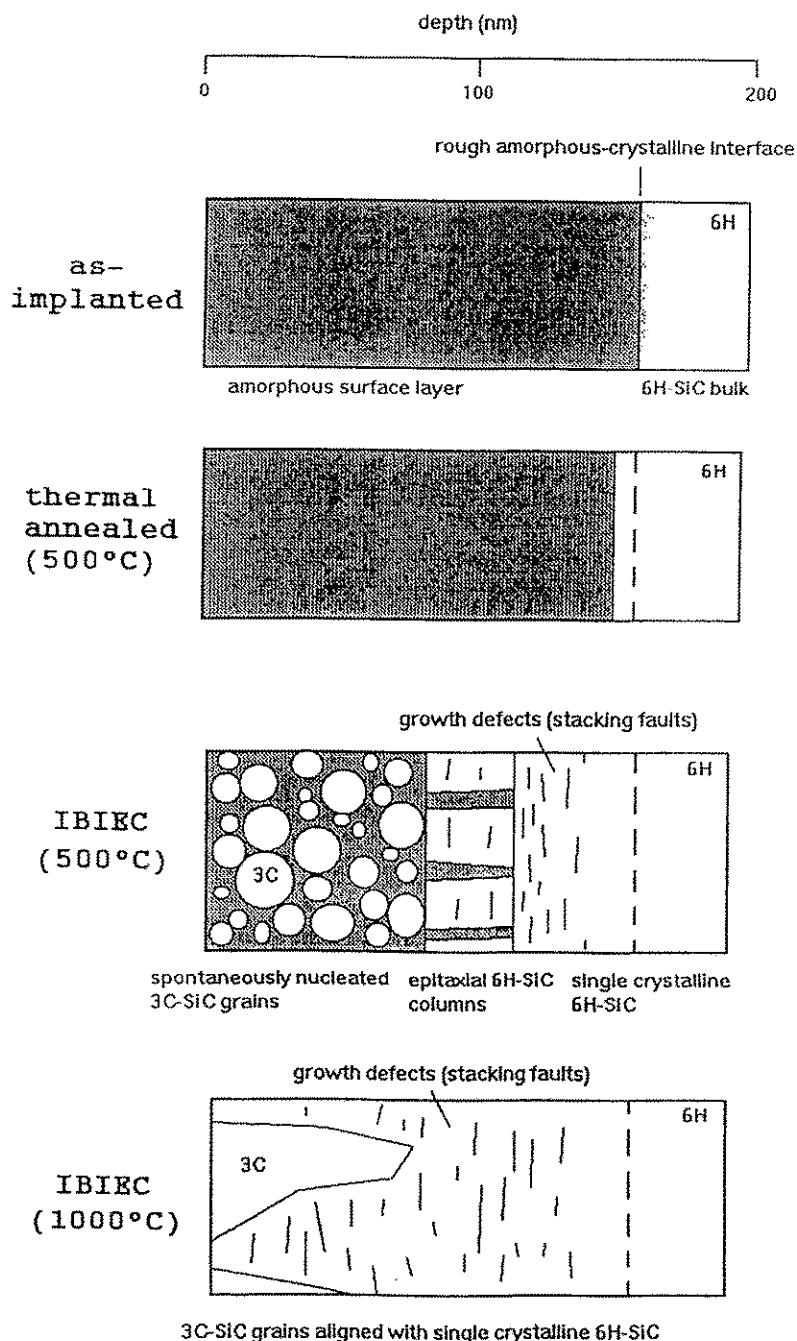 depth (nm)
0 100 200
rough amorphous-crystalline interface
6H
as-
implanted
amorphous surface layer 6H-SiC bulk
6H
thermal
annealed
(500°C)
growth defects (stacking faults)
6H
IBIEC
(500°C)
3C
spontaneously nucleated
3C-SiC grains
epitaxial 6H-SiC
columns
single crystalline
6H-SiC
growth defects (stacking faults)
6H
3C
IBIEC
(1000°C)
3C-SiC grains aligned with single crystalline 6H-SiC